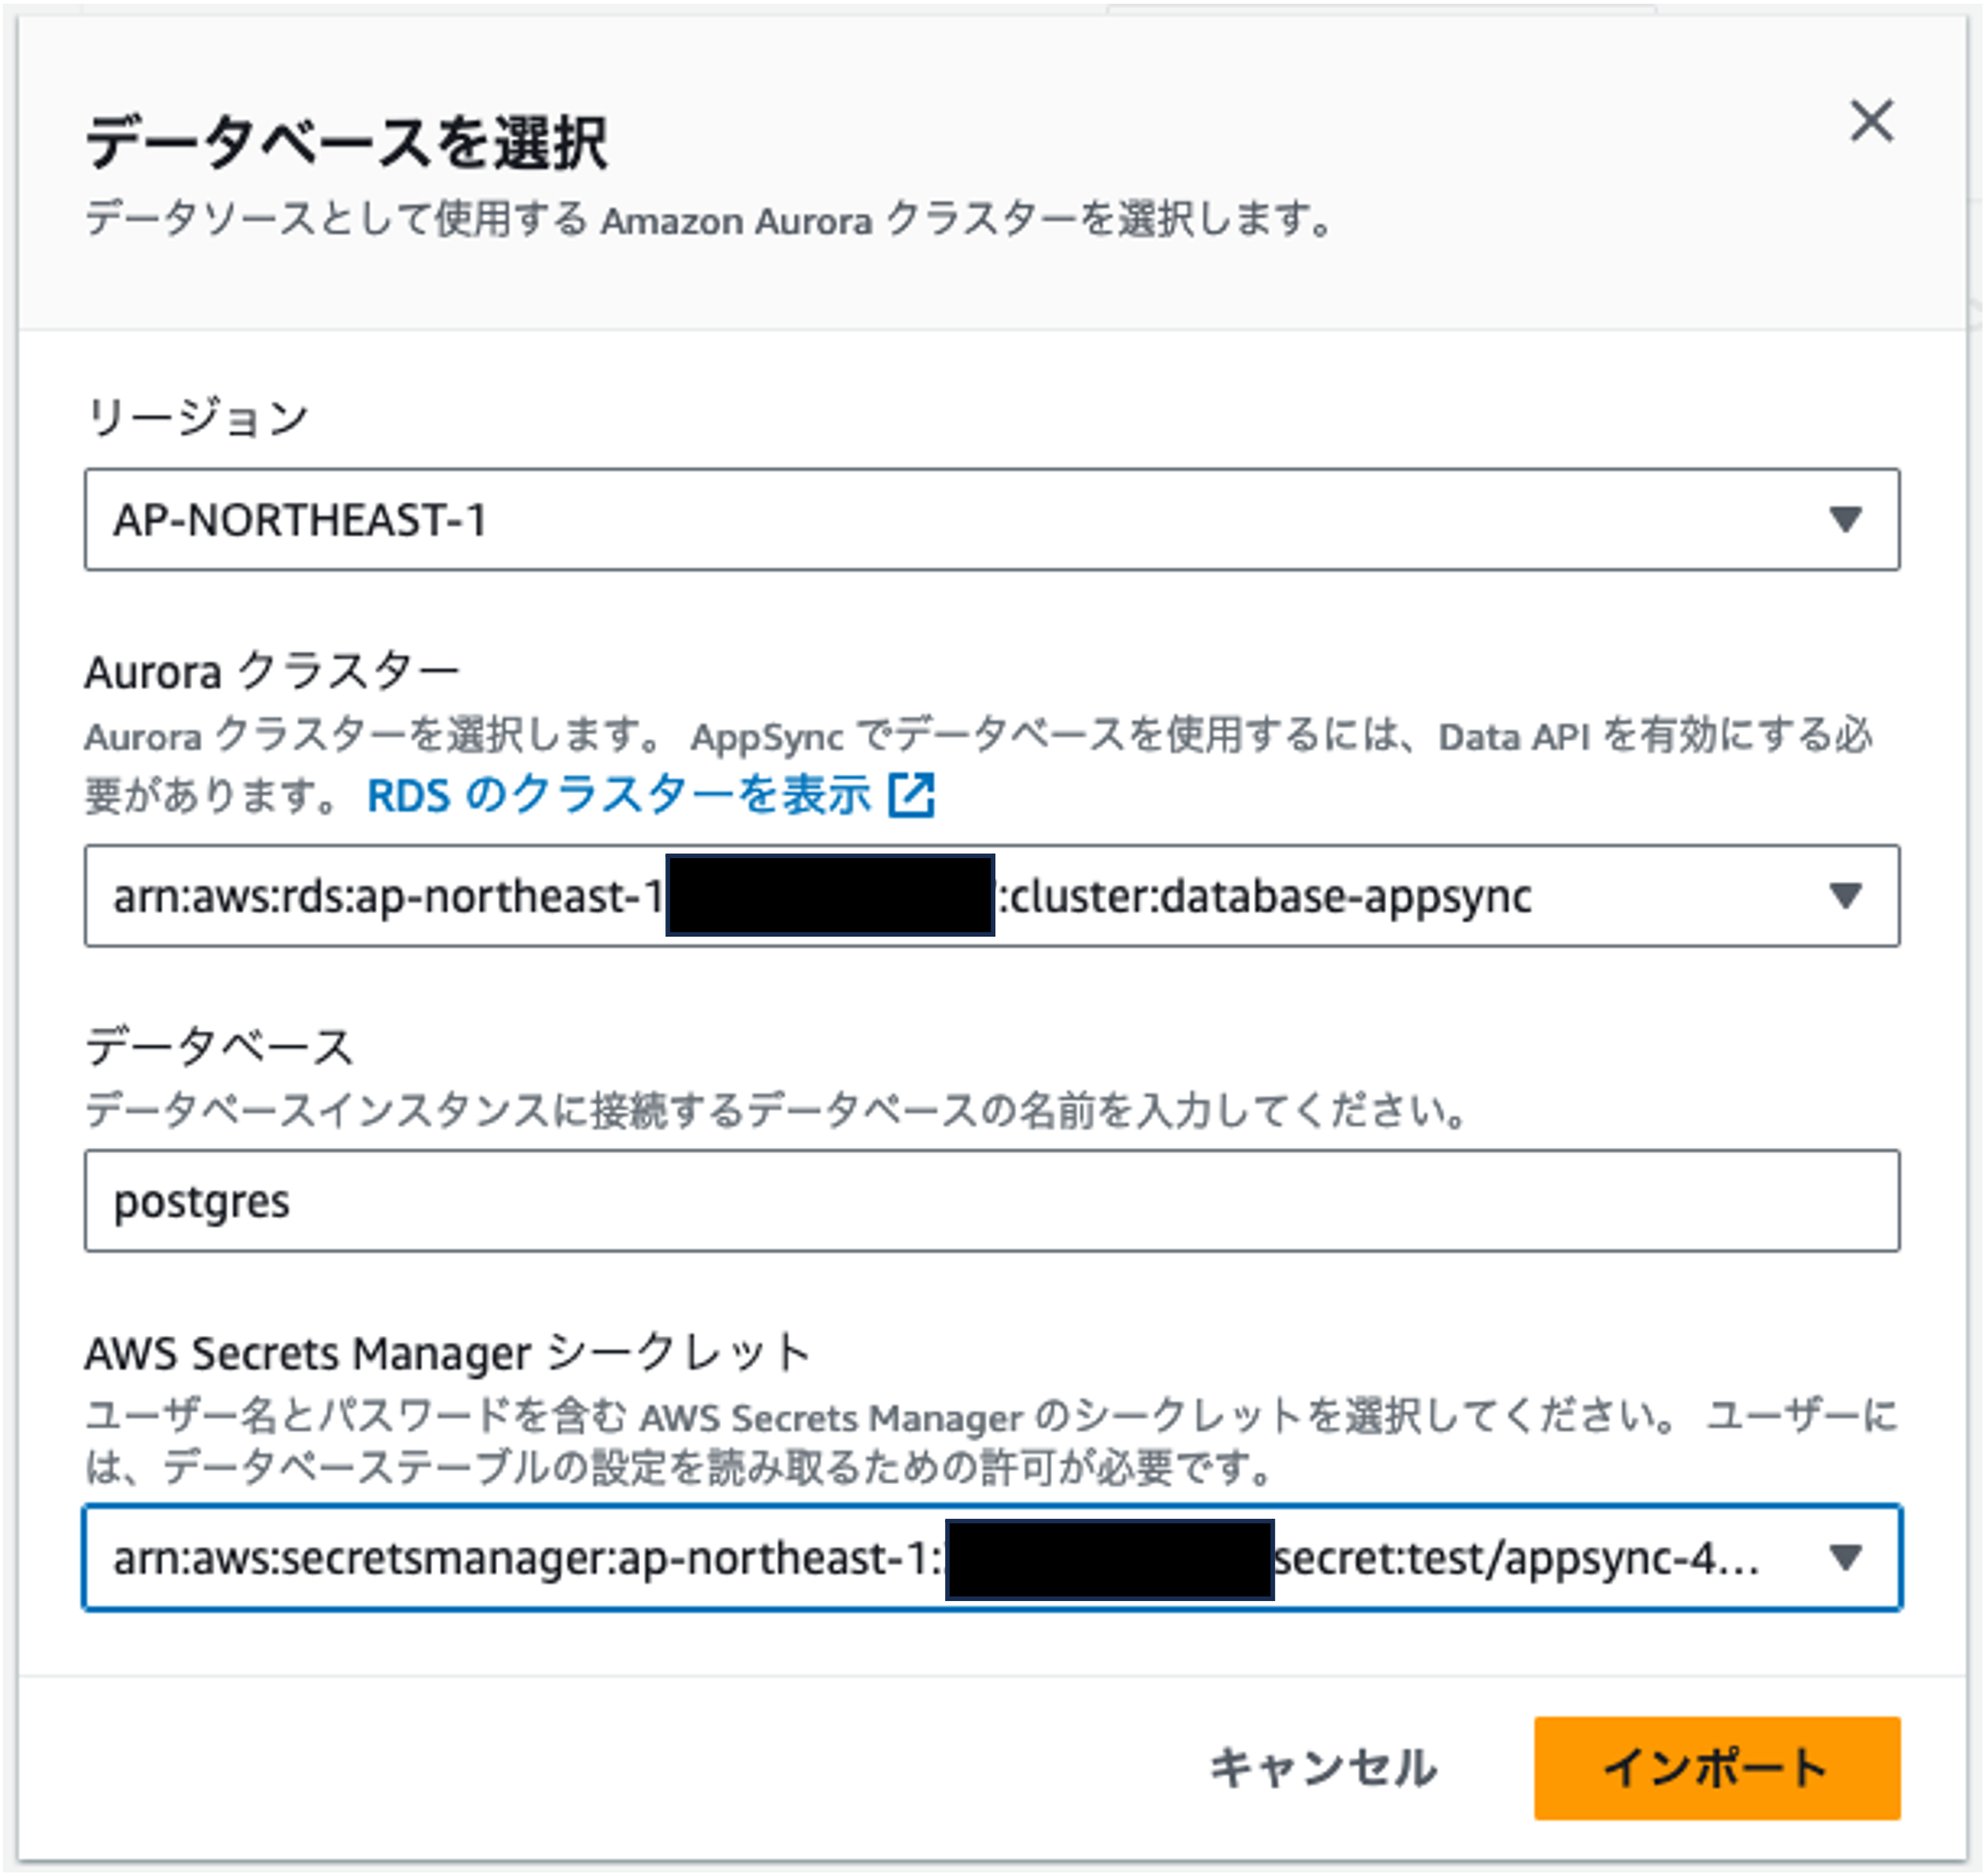 データベースを選択
データソースとして使用する Amazon Aurora クラスターを選択します。
リージョン
AP-NORTHEAST-1
Aurora クラスター
Aurora クラスターを選択します。 AppSync でデータベースを使用するには、Data API を有効にする必
要があります。 RDS のクラスターを表示
arn:aws:rds:ap-northeast-1 :cluster:database-appsync
データベース
データベースインスタンスに接続するデータベースの名前を入力してください。
postgres
AWS Secrets Manager シークレット
ユーザー名とパスワードを含む AWS Secrets Manager のシークレットを選択してください。 ユーザーに
は、データベーステーブルの設定を読み取るための許可が必要です。
arn:aws:secretsmanager:ap-northeast-1: secret:test/appsync-4...
キャンセル
インポート